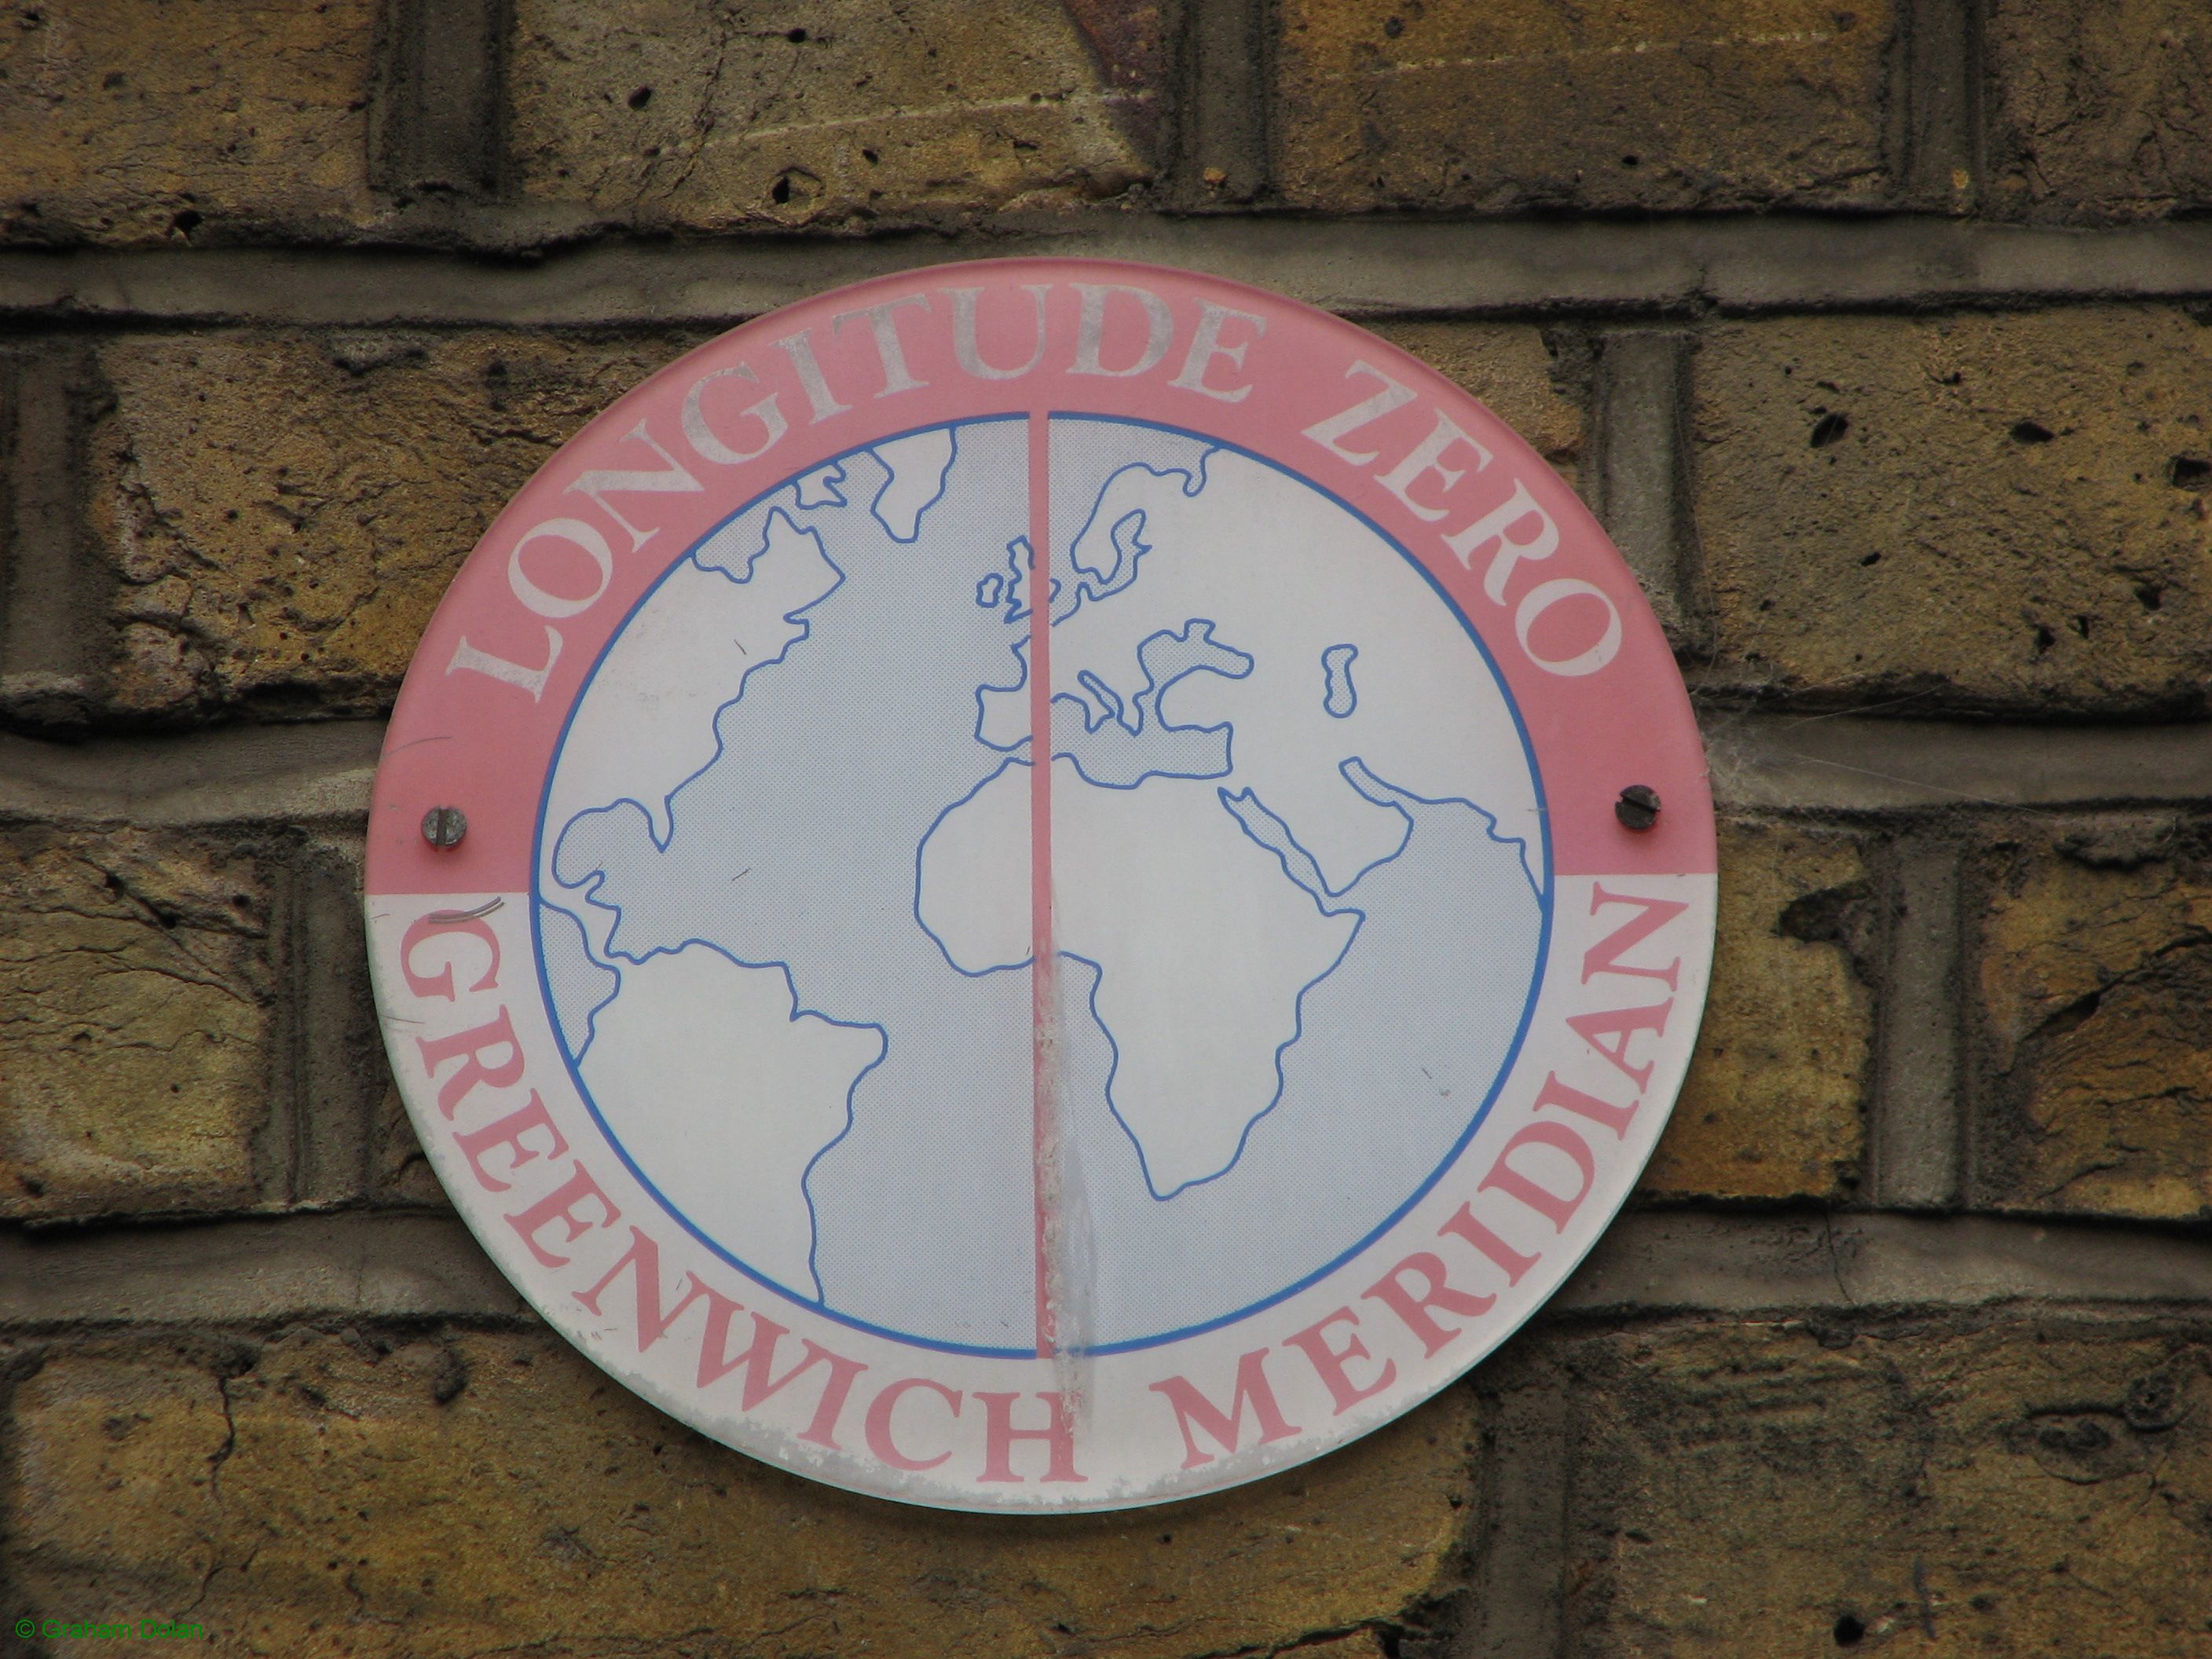 LONGITUDE ZERO
GREENWICH MERIDIAN
© Graham Dolan